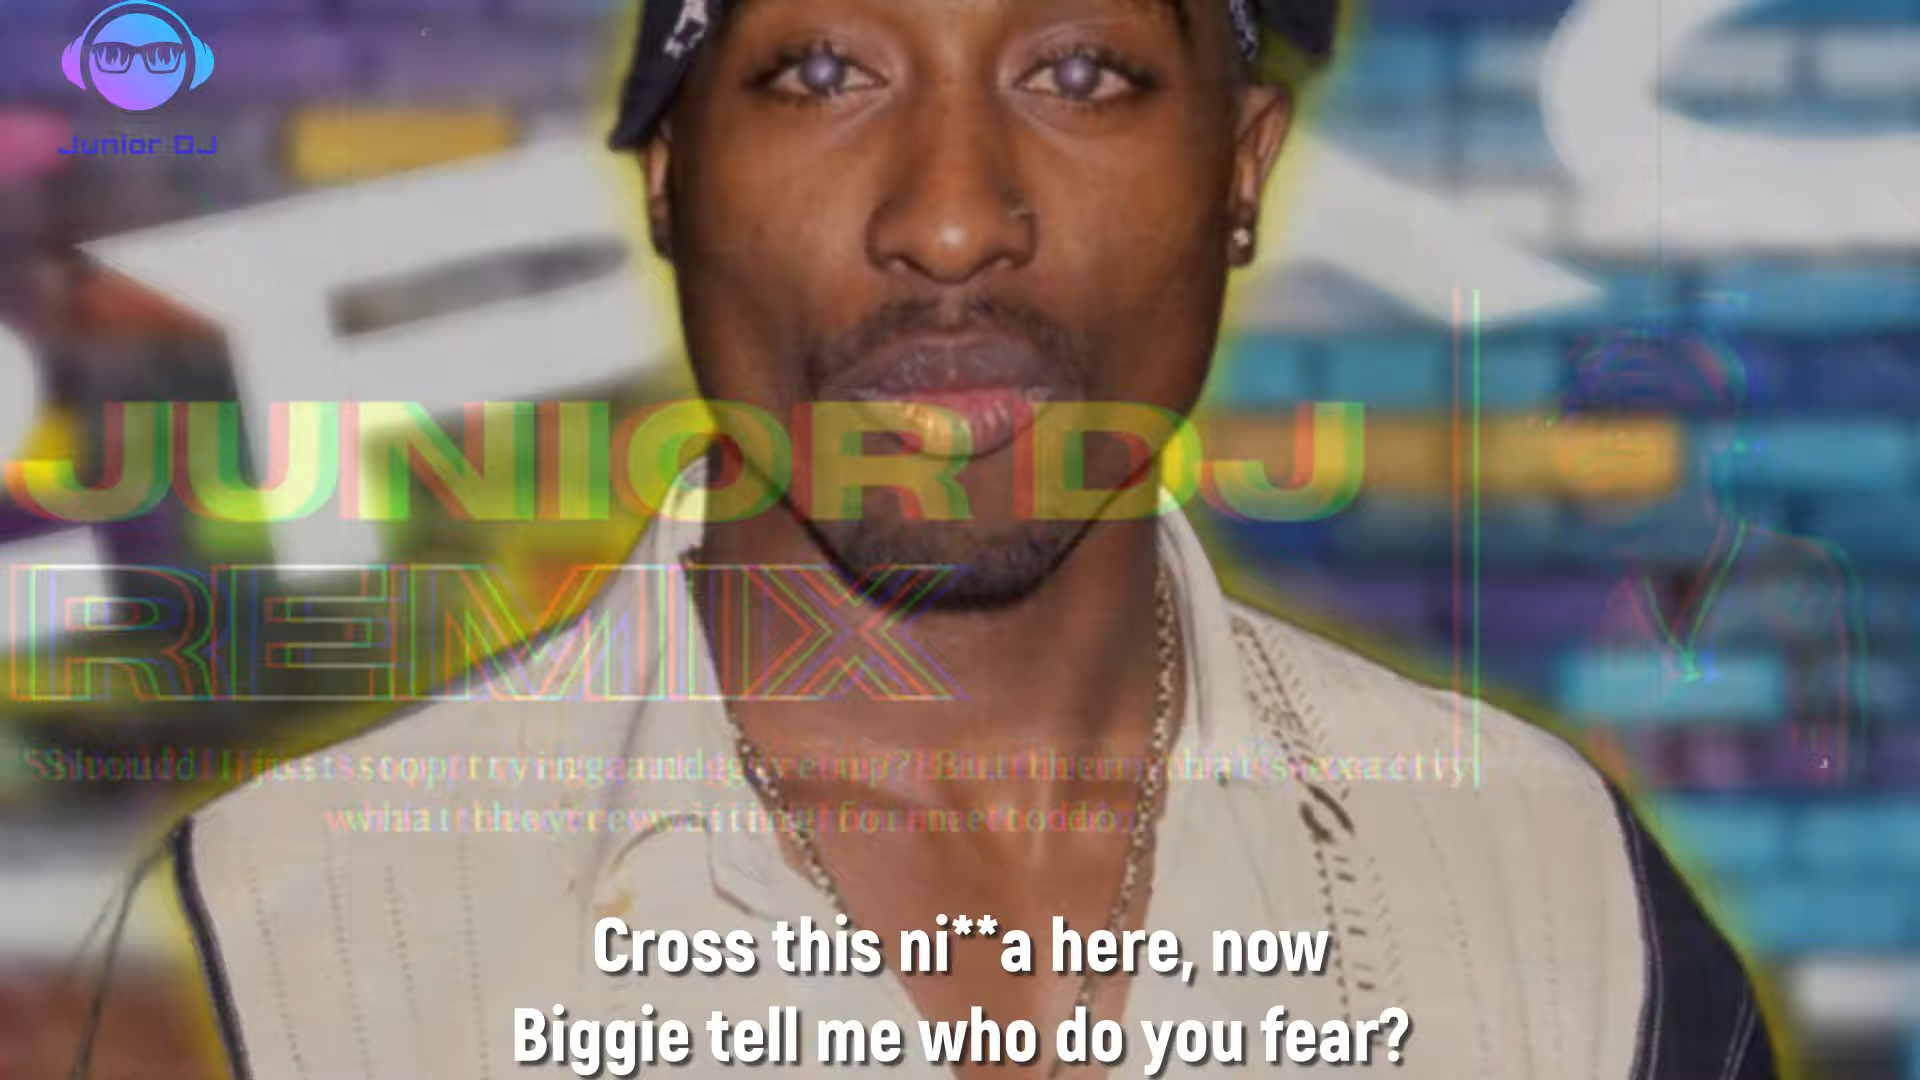 Junior DJ
JUNIOR DJ
REMIX
"Should I just stop trying and give up? But then that's exactly
what they're waiting for me to do."
Cross this ni**a here, now
Biggie tell me who do you fear?